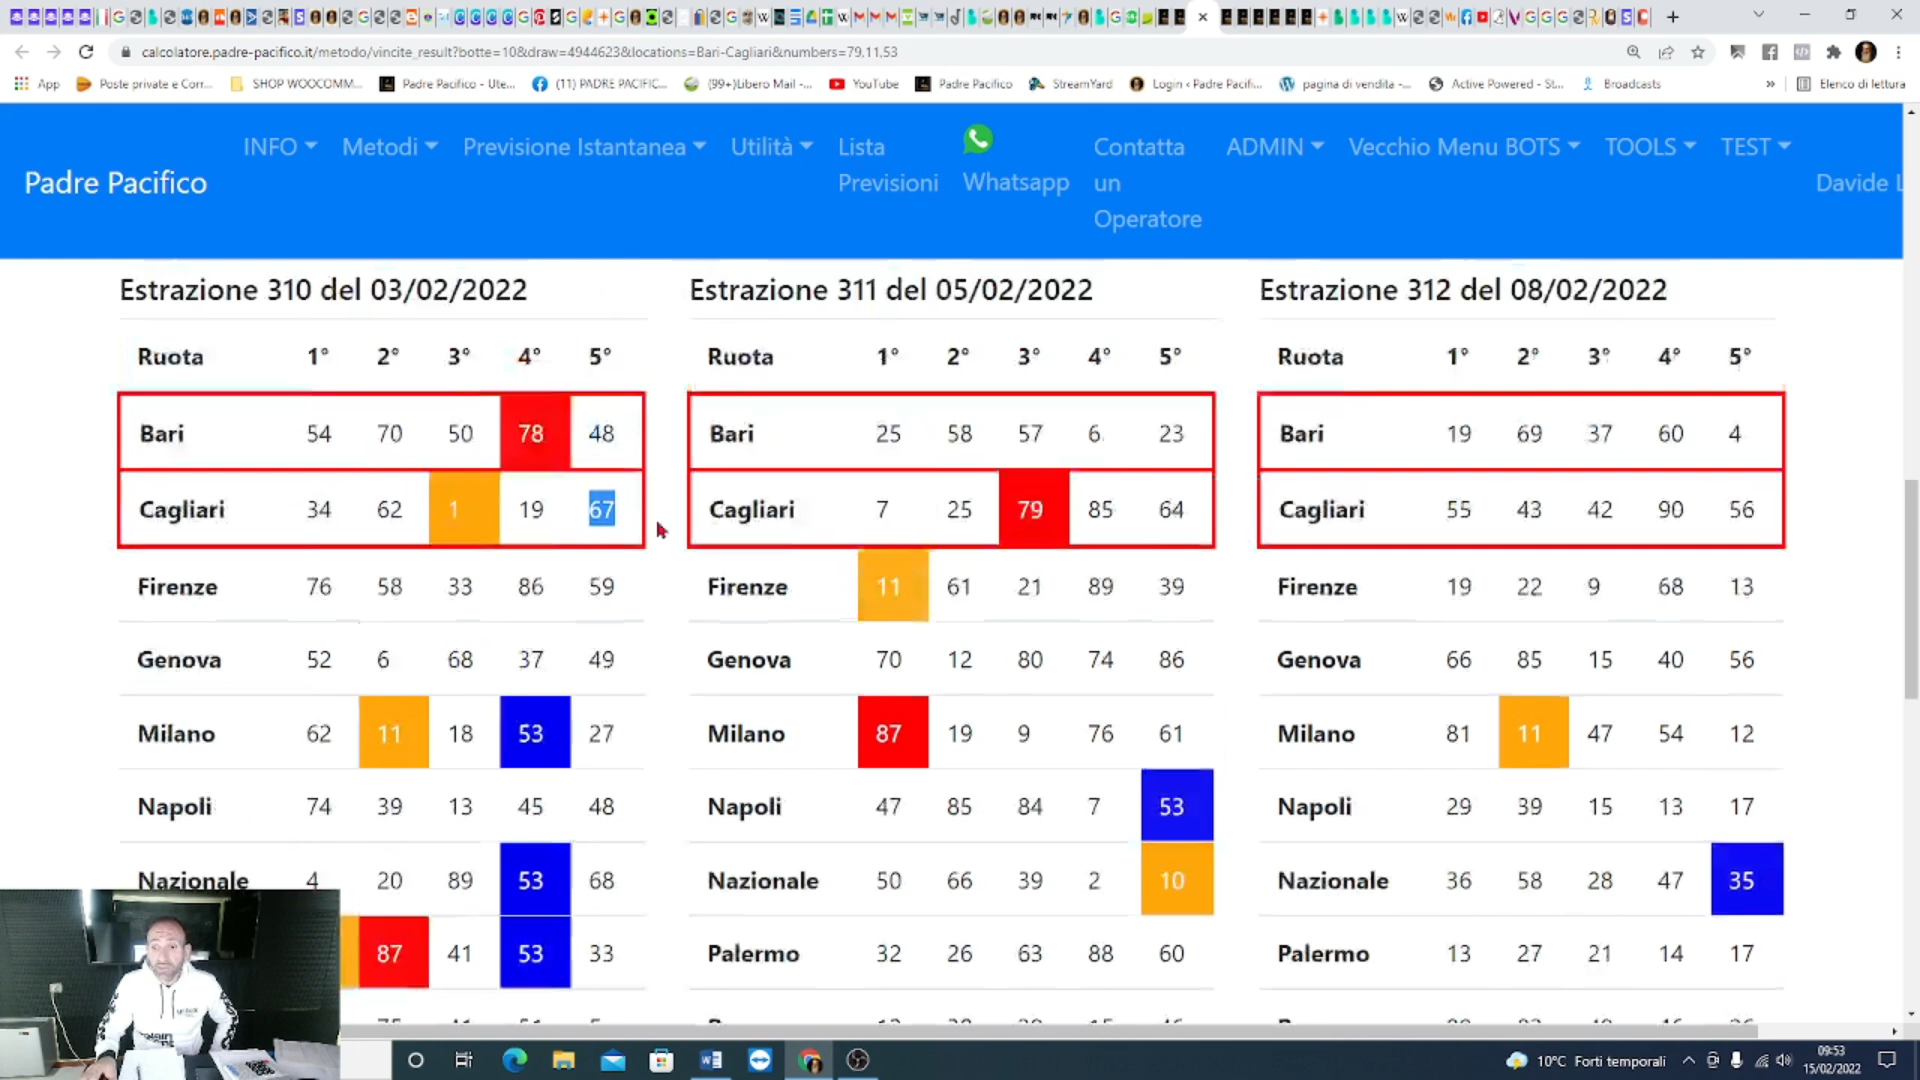 calcolatore.padre-pacifico.it/metodo/vincite_result?botte=10&draw=4944623&locations=Bari-Cagliari&numbers=79,11,53
App Poste private e Corr... SHOP WOOCOMM... Padre Pacifico - Ute... (11) PADRE PACIFIC... (99+)Libero Mail -... YouTube Padre Pacifico StreamYard Login ‹ Padre Pacifi... pagina di vendita -... Active Powered - St... Broadcasts » Elenco di lettura
Padre Pacifico INFO Metodi Previsione Istantanea Utilità Lista Previsioni Whatsapp Contatta un Operatore ADMIN Vecchio Menu BOTS TOOLS TEST Davide L
Estrazione 310 del 03/02/2022
Ruota 1° 2° 3° 4° 5°
Bari 54 70 50 78 48
Cagliari 34 62 1 19 67
Firenze 76 58 33 86 59
Genova 52 6 68 37 49
Milano 62 11 18 53 27
Napoli 74 39 13 45 48
Nazionale 4 20 89 53 68
87 41 53 33
Estrazione 311 del 05/02/2022
Ruota 1° 2° 3° 4° 5°
Bari 25 58 57 6 23
Cagliari 7 25 79 85 64
Firenze 11 61 21 89 39
Genova 70 12 80 74 86
Milano 87 19 9 76 61
Napoli 47 85 84 7 53
Nazionale 50 66 39 2 10
Palermo 32 26 63 88 60
Estrazione 312 del 08/02/2022
Ruota 1° 2° 3° 4° 5°
Bari 19 69 37 60 4
Cagliari 55 43 42 90 56
Firenze 19 22 9 68 13
Genova 66 85 15 40 56
Milano 81 11 47 54 12
Napoli 29 39 15 13 17
Nazionale 36 58 28 47 35
Palermo 13 27 21 14 17
10°C Forti temporali
09:53
15/02/2022